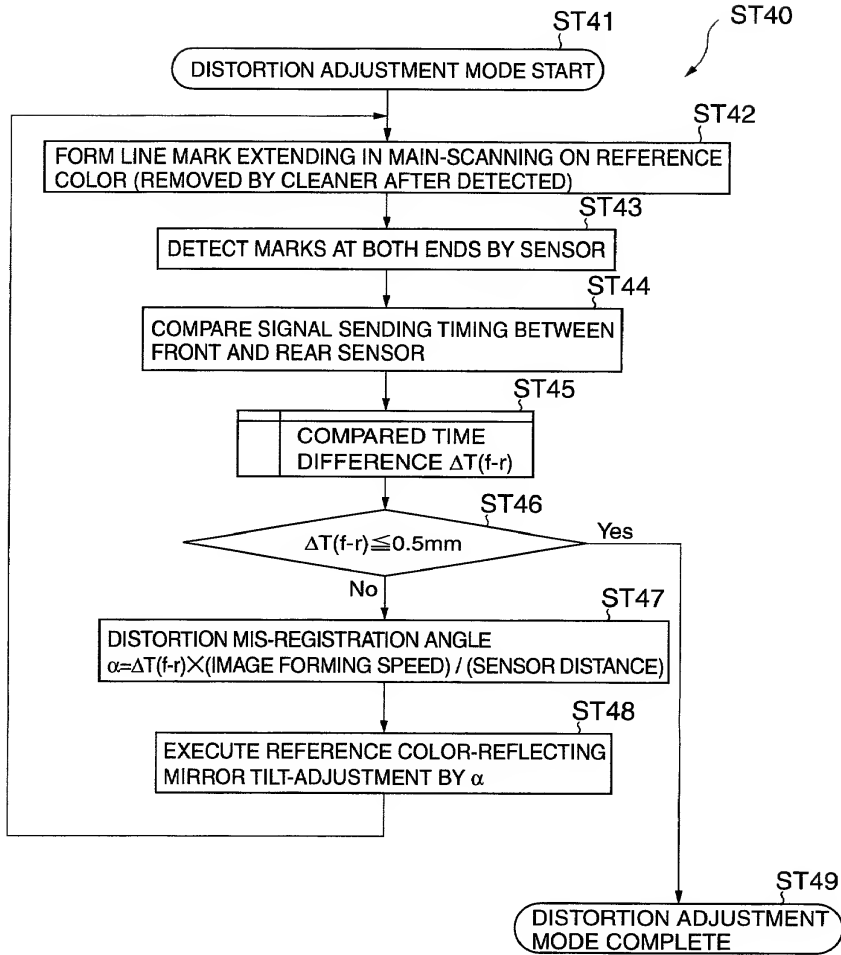 ST40
ST41
DISTORTION ADJUSTMENT MODE START
ST42
FORM LINE MARK EXTENDING IN MAIN-SCANNING ON REFERENCE
COLOR (REMOVED BY CLEANER AFTER DETECTED)
ST43
DETECT MARKS AT BOTH ENDS BY SENSOR
ST44
COMPARE SIGNAL SENDING TIMING BETWEEN
FRONT AND REAR SENSOR
ST45
COMPARED TIME
DIFFERENCE ΔT(f-r)
ST46
ΔT(f-r)≦0.5mm
Yes
No
ST47
DISTORTION MIS-REGISTRATION ANGLE
α=ΔT(f-r)×(IMAGE FORMING SPEED) / (SENSOR DISTANCE)
ST48
EXECUTE REFERENCE COLOR-REFLECTING
MIRROR TILT-ADJUSTMENT BY α
ST49
DISTORTION ADJUSTMENT
MODE COMPLETE